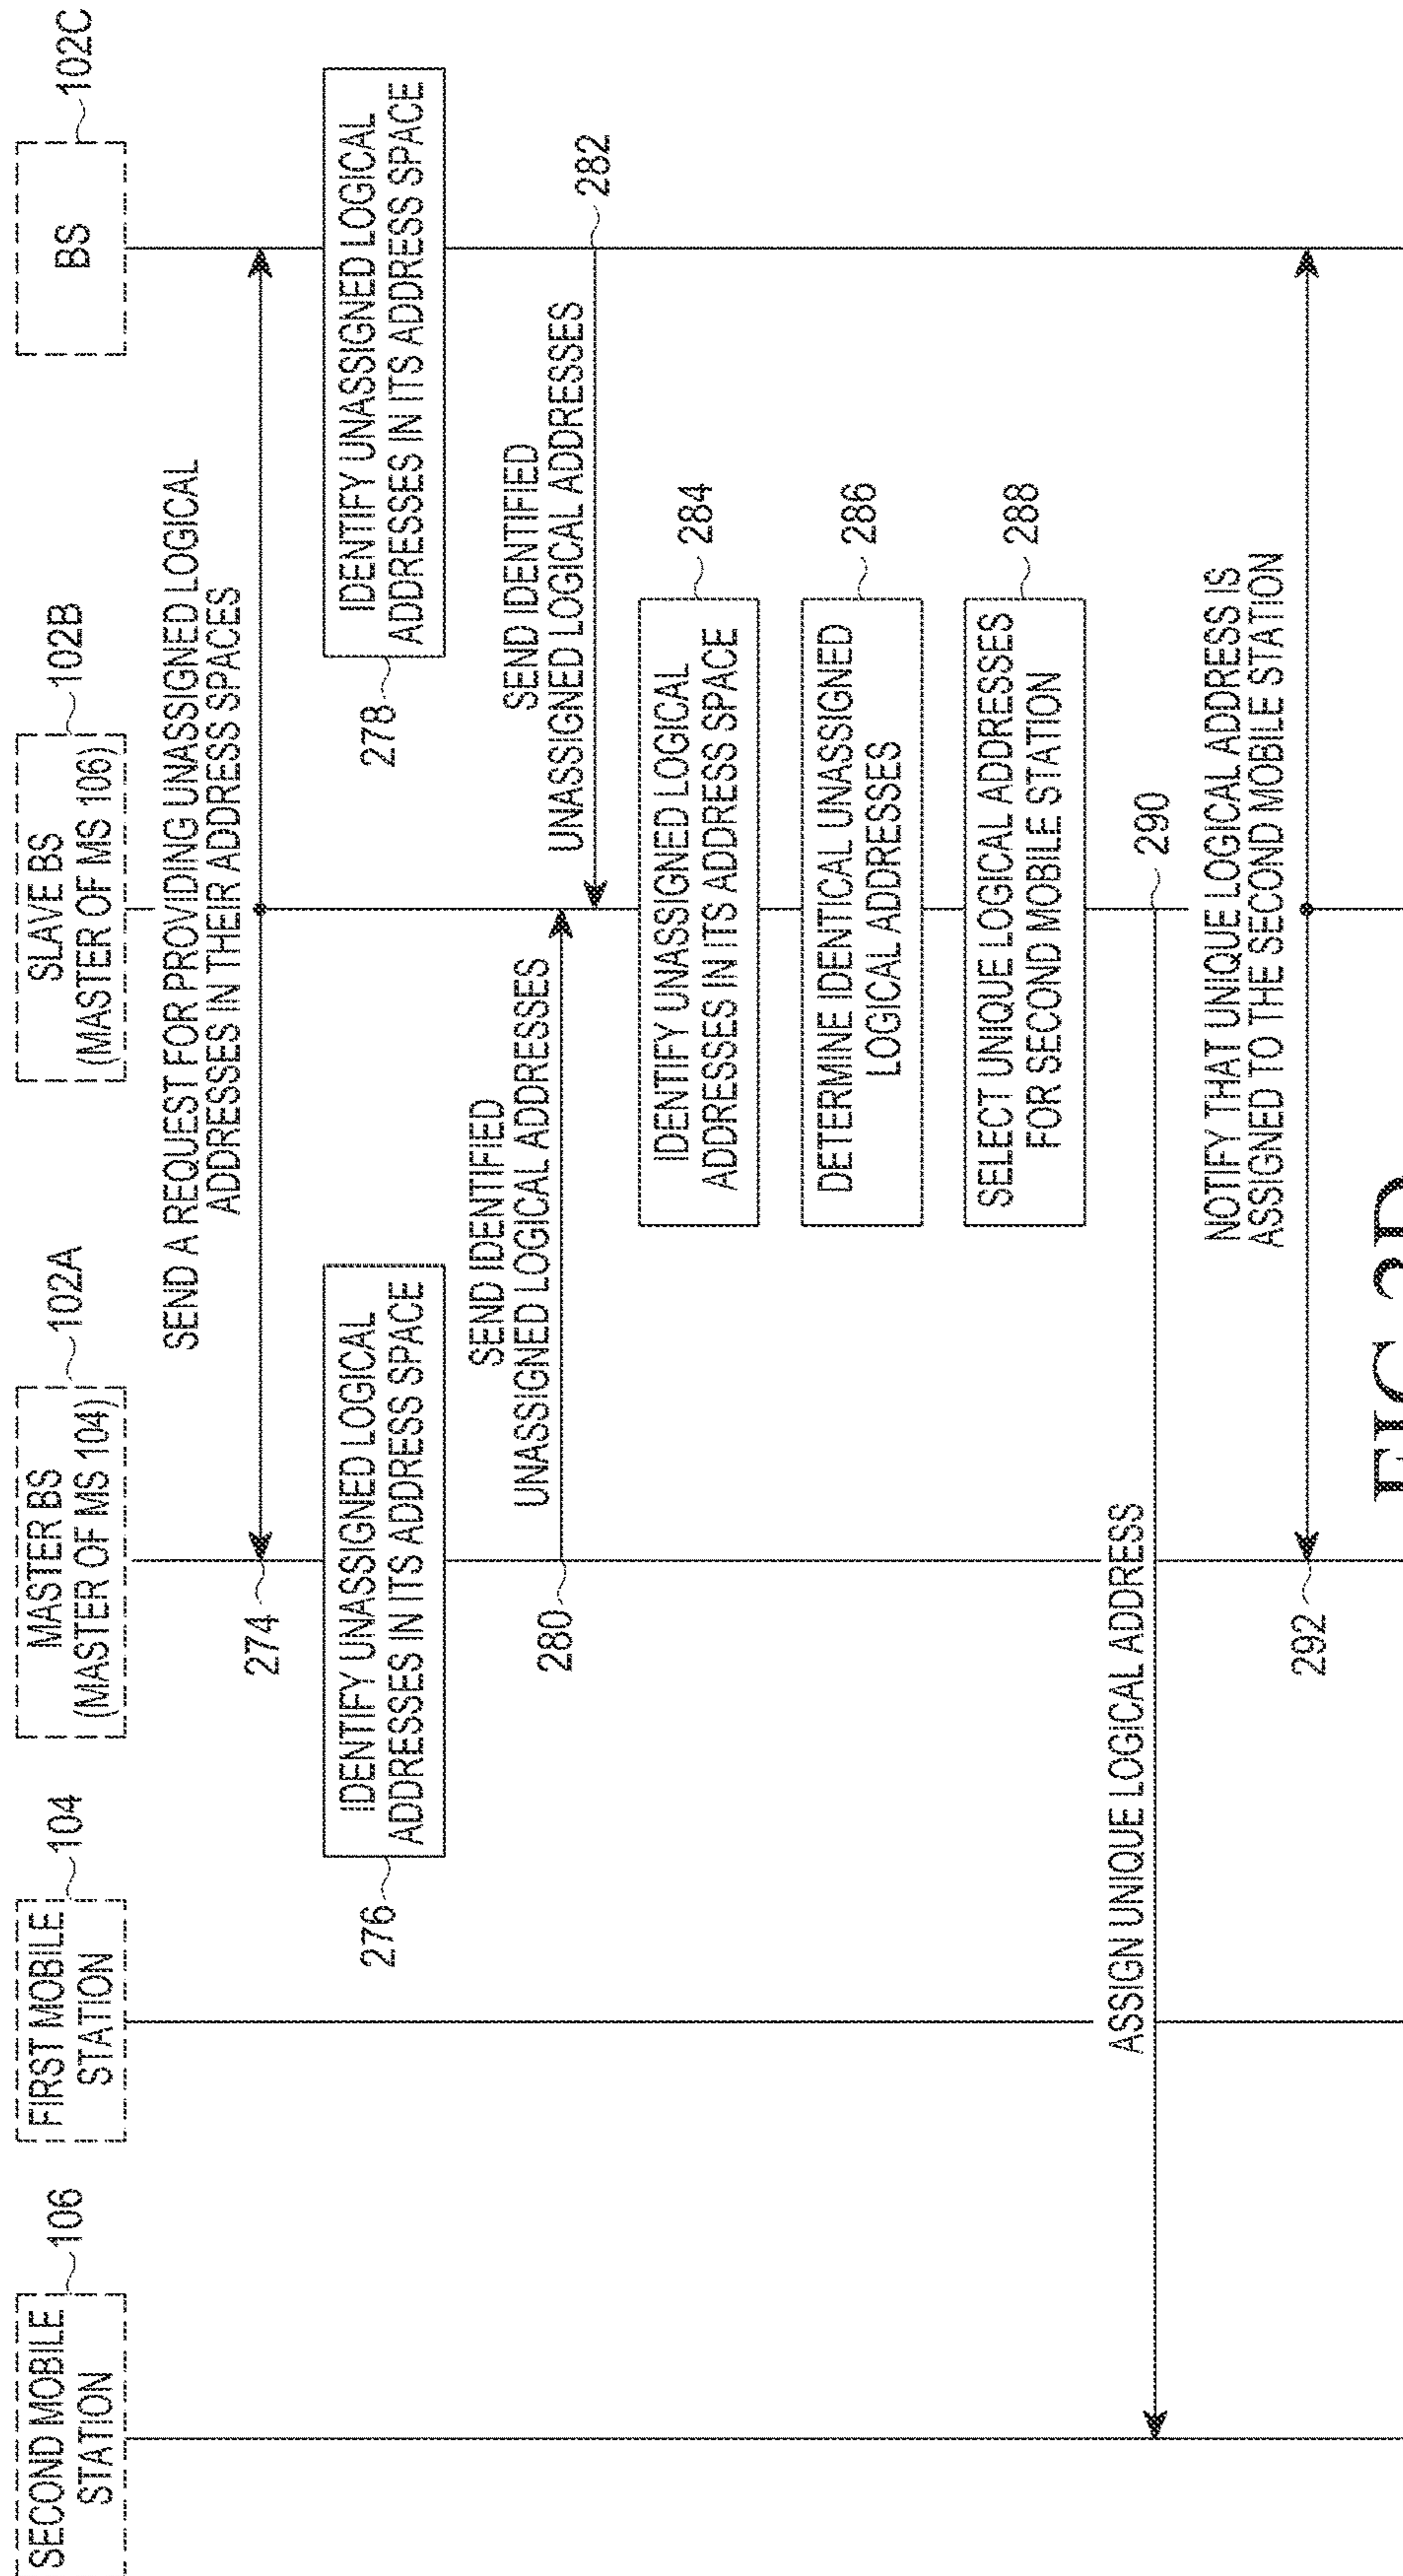 SECOND MOBILE
STATION
106
FIRST MOBILE
STATION
104
MASTER BS
(MASTER OF MS 104)
102A
SLAVE BS
(MASTER OF MS 106)
102B
BS
102C
SEND A REQUEST FOR PROVIDING UNASSIGNED LOGICAL
ADDRESSES IN THEIR ADDRESS SPACES
274
276
IDENTIFY UNASSIGNED LOGICAL
ADDRESSES IN ITS ADDRESS SPACE
278
IDENTIFY UNASSIGNED LOGICAL
ADDRESSES IN ITS ADDRESS SPACE
SEND IDENTIFIED
UNASSIGNED LOGICAL ADDRESSES
280
SEND IDENTIFIED
UNASSIGNED LOGICAL ADDRESSES
282
IDENTIFY UNASSIGNED LOGICAL
ADDRESSES IN ITS ADDRESS SPACE
284
DETERMINE IDENTICAL UNASSIGNED
LOGICAL ADDRESSES
286
SELECT UNIQUE LOGICAL ADDRESSES
FOR SECOND MOBILE STATION
288
ASSIGN UNIQUE LOGICAL ADDRESS
290
NOTIFY THAT UNIQUE LOGICAL ADDRESS IS
ASSIGNED TO THE SECOND MOBILE STATION
292